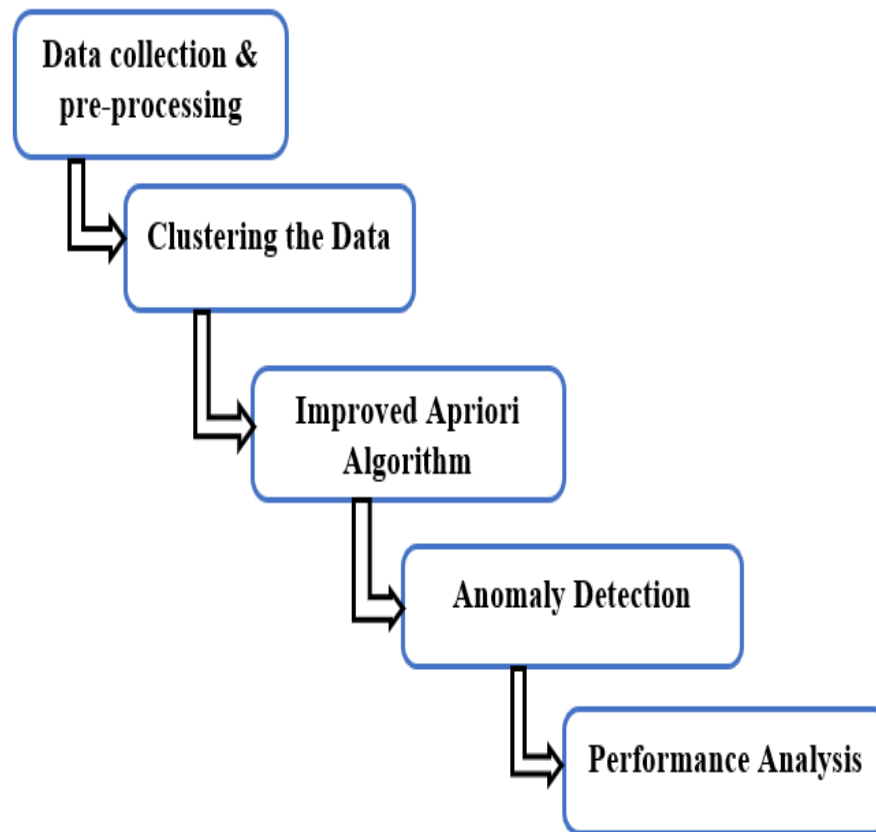 Data collection &
pre-processing
Clustering the Data
Improved Apriori
Algorithm
Anomaly Detection
Performance Analysis